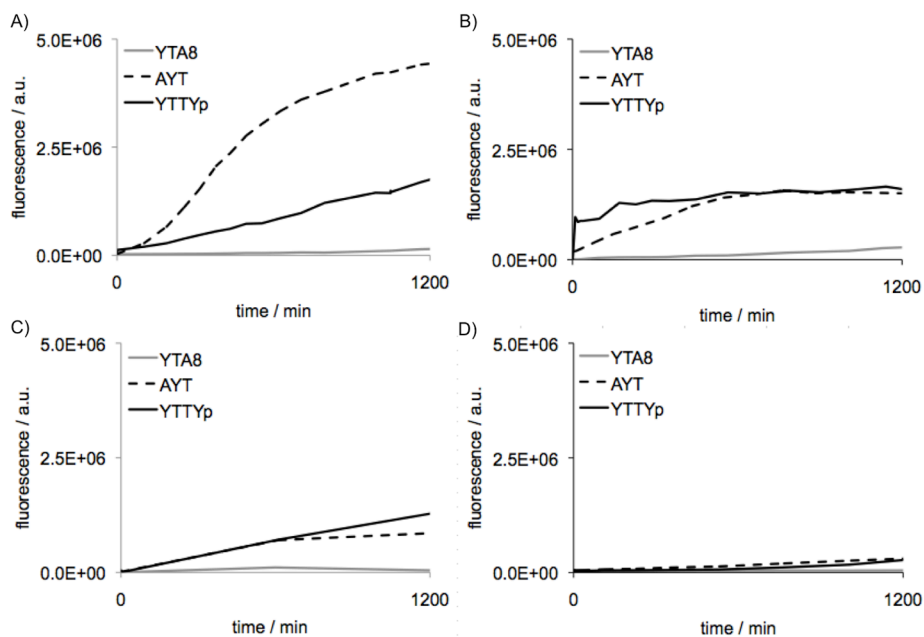 A)
fluorescence / a.u.
5.0E+06
2.5E+06
0.0E+00
YTA8
AYT
YTTYp
0
1200
time / min
B)
fluorescence / a.u.
5.0E+06
2.5E+06
0.0E+00
YTA8
AYT
YTTYp
0
1200
time / min
C)
fluorescence / a.u.
5.0E+06
2.5E+06
0.0E+00
YTA8
AYT
YTTYp
0
1200
time / min
D)
fluorescence / a.u.
5.0E+06
2.5E+06
0.0E+00
YTA8
AYT
YTTYp
0
1200
time / min